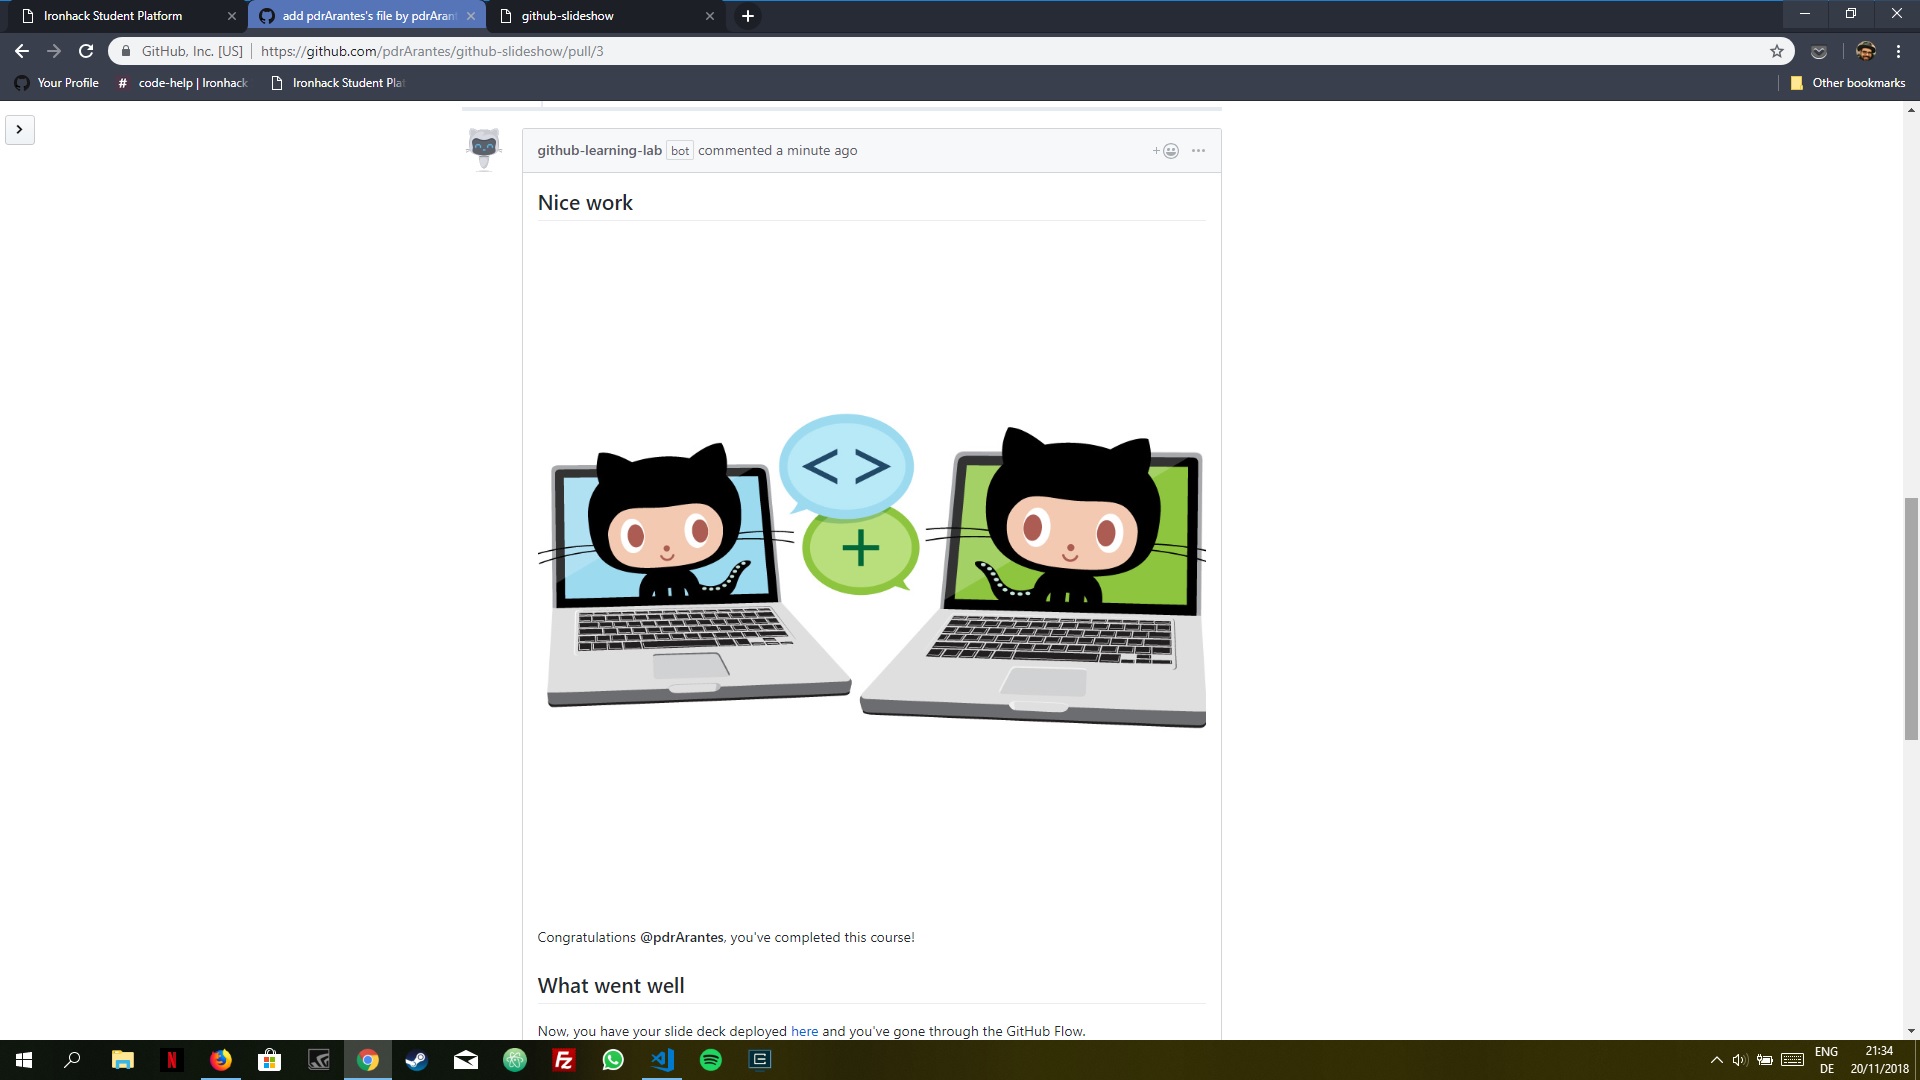 Ironhack Student Platform
add pdrArantes's file by pdrArant
github-slideshow
GitHub, Inc. [US]
https://github.com/pdrArantes/github-slideshow/pull/3
Your Profile
# code-help | Ironhack
Ironhack Student Plat
Other bookmarks
github-learning-lab bot commented a minute ago
Nice work
< >
+
Congratulations @pdrArantes, you've completed this course!
What went well
Now, you have your slide deck deployed here and you've gone through the GitHub Flow.
ENG
DE
21:34
20/11/2018